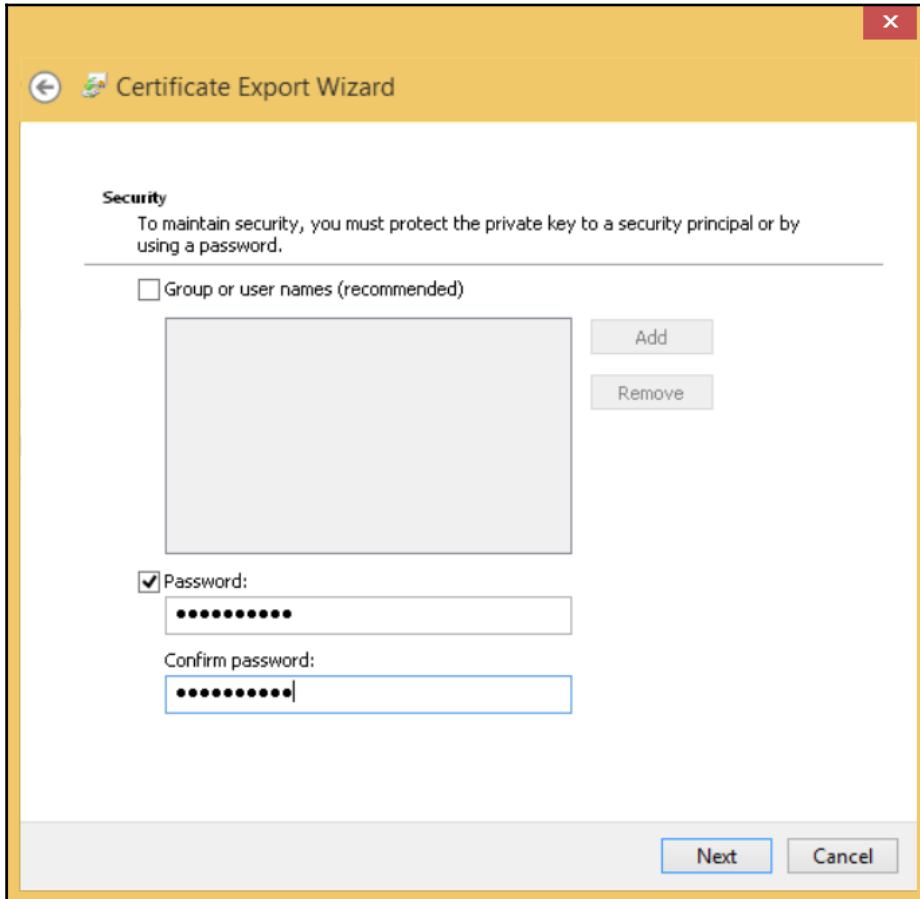 Certificate Export Wizard
Security
To maintain security, you must protect the private key to a security principal or by
using a password.
Group or user names (recommended)
Add
Remove
Password:
●●●●●●●●●●
Confirm password:
●●●●●●●●●●
Next
Cancel